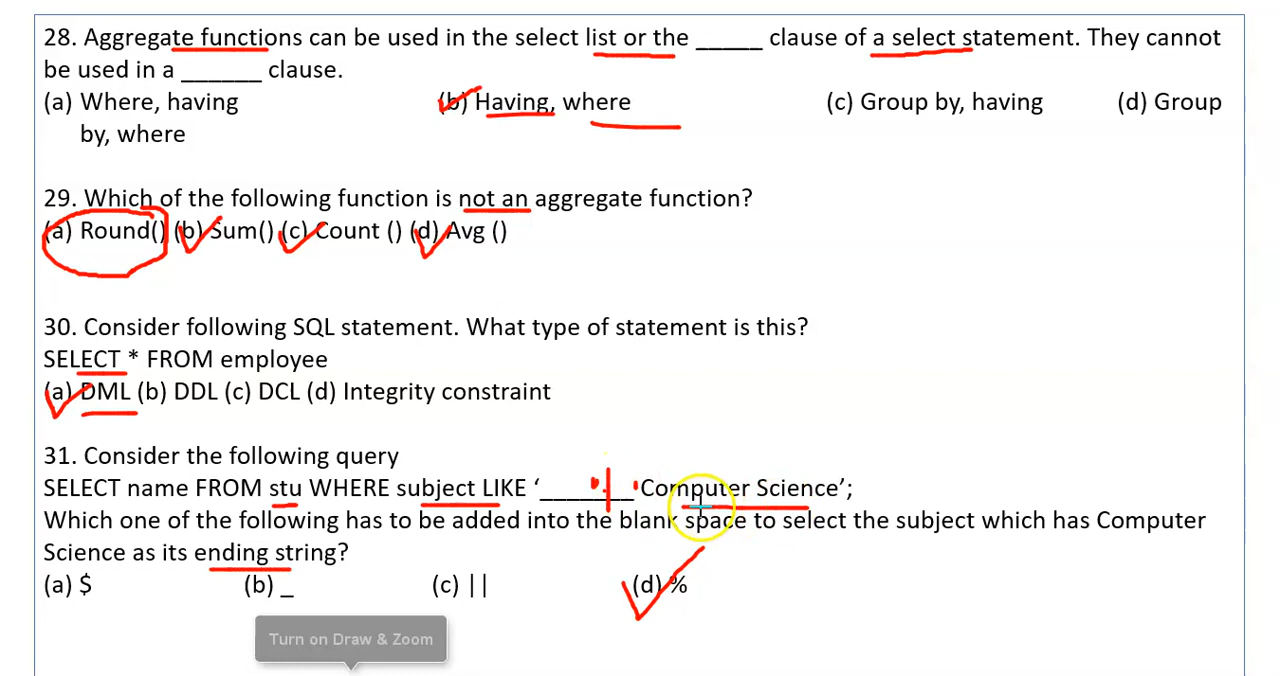 28. Aggregate functions can be used in the select list or the _____ clause of a select statement. They cannot
be used in a ______ clause.
(a) Where, having (b) Having, where (c) Group by, having (d) Group
by, where
29. Which of the following function is not an aggregate function?
(a) Round() (b) Sum() (c) Count () (d) Avg ()
30. Consider following SQL statement. What type of statement is this?
SELECT * FROM employee
(a) DML (b) DDL (c) DCL (d) Integrity constraint
31. Consider the following query
SELECT name FROM stu WHERE subject LIKE ‘_______ % Computer Science’;
Which one of the following has to be added into the blank space to select the subject which has Computer
Science as its ending string?
(a) $ (b) _ (c) || (d) %
Turn on Draw & Zoom